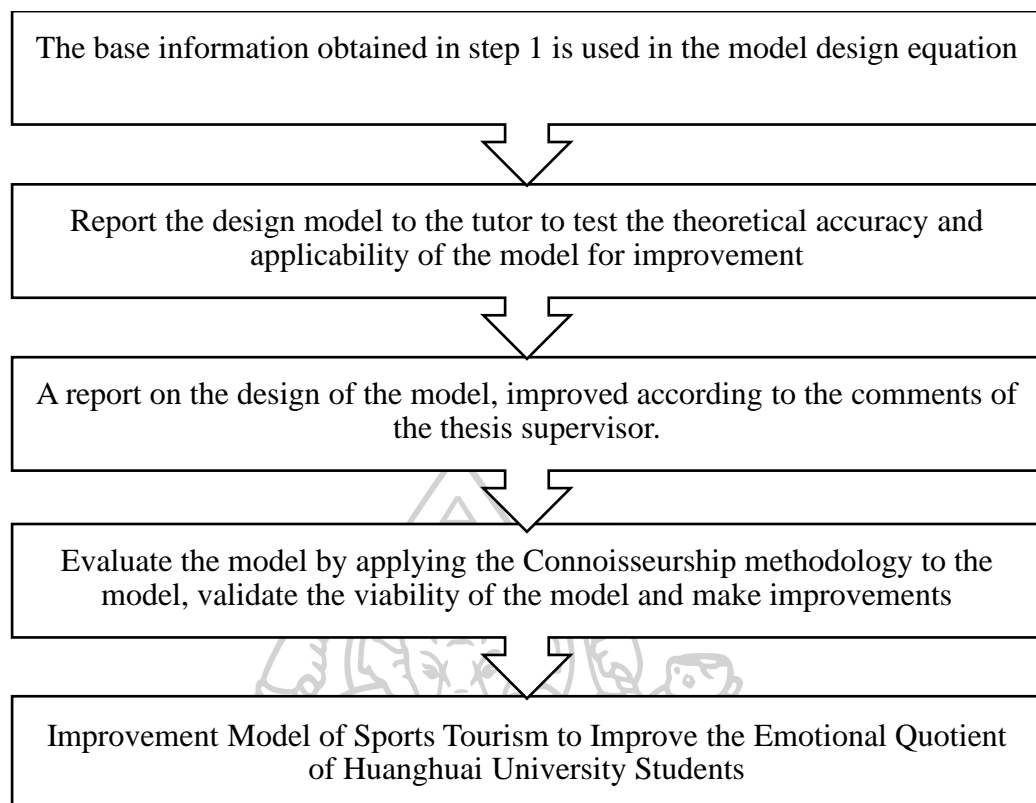 The base information obtained in step 1 is used in the model design equation
Report the design model to the tutor to test the theoretical accuracy and
applicability of the model for improvement
A report on the design of the model, improved according to the comments of
the thesis supervisor.
Evaluate the model by applying the Connoisseurship methodology to the
model, validate the viability of the model and make improvements
Improvement Model of Sports Tourism to Improve the Emotional Quotient
of Huanghuai University Students